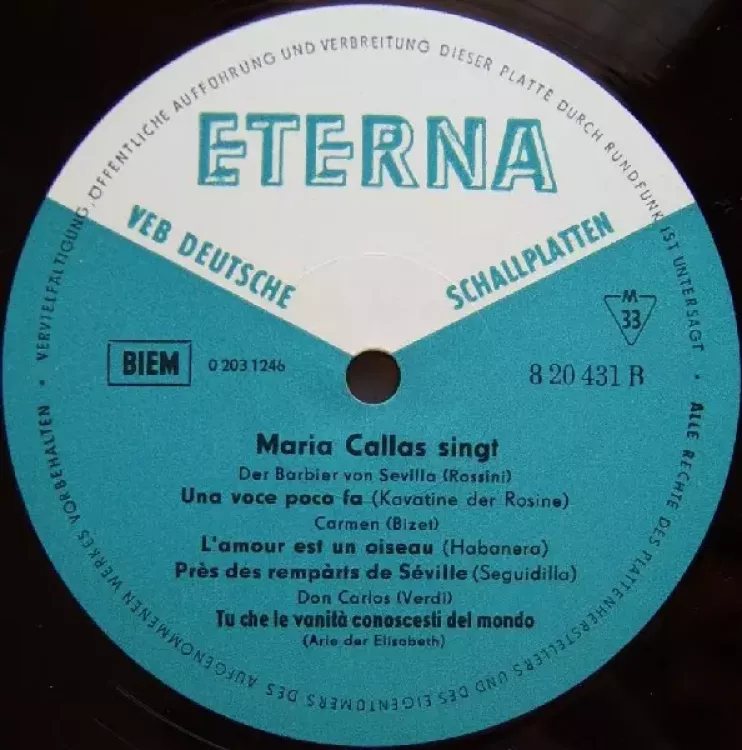 ETERNA
VEB DEUTSCHE SCHALLPLATTEN
M
33
BIEM
0 203 1246
8 20 431 B
Maria Callas singt
Der Barbier von Sevilla (Rossini)
Una voce poco fa (Kavatine der Rosine)
Carmen (Bizet)
L'amour est un oiseau (Habanera)
Près des rempàrts de Séville (Seguidilla)
Don Carlos (Verdi)
Tu che le vanità conoscesti del mondo
(Arie der Elisabeth)
ALLE RECHTE DES PLATTENHERSTELLERS UND DES EIGENTÜMERS DES AUFGENOMMENEN WERKES VORBEHALTEN • VERVIELFÄLTIGUNG, ÖFFENTLICHE AUFFÜHRUNG UND VERBREITUNG DIESER PLATTE DURCH RUNDFUNK IST UNTERSAGT •